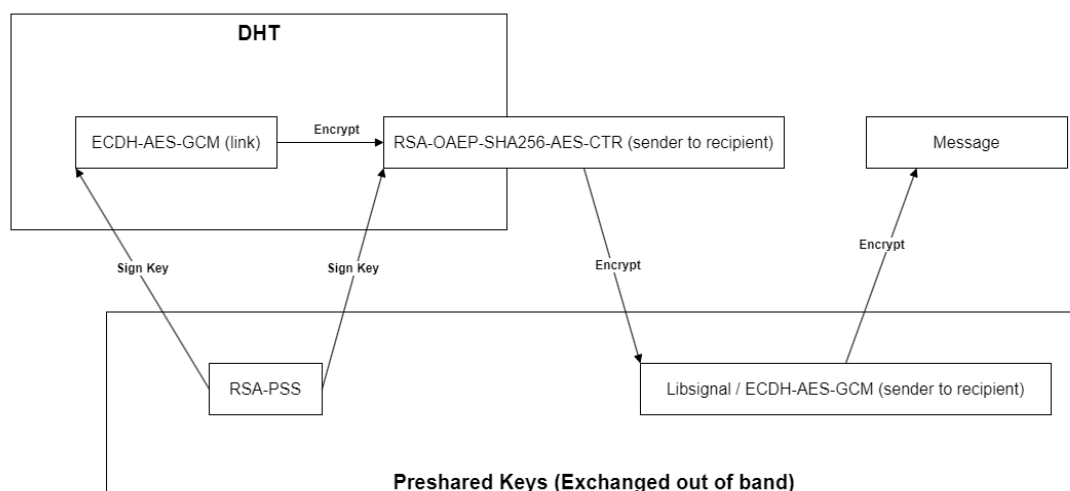 DHT
ECDH-AES-GCM (link)
Encrypt
RSA-OAEP-SHA256-AES-CTR (sender to recipient)
Message
Sign Key
Sign Key
Encrypt
Encrypt
RSA-PSS
Libsignal / ECDH-AES-GCM (sender to recipient)
Preshared Keys (Exchanged out of band)